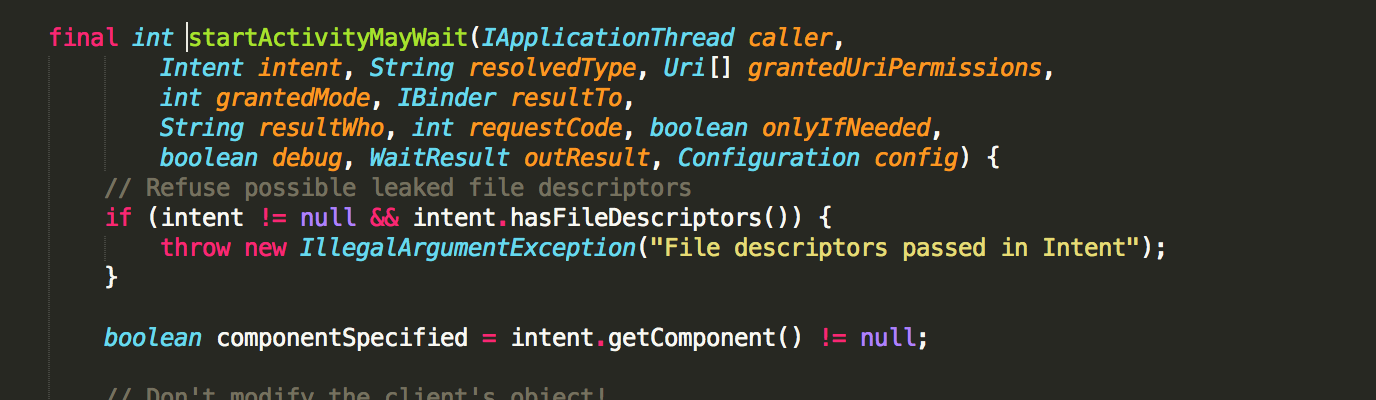 final int startActivityMayWait(IApplicationThread caller,
Intent intent, String resolvedType, Uri[] grantedUriPermissions,
int grantedMode, IBinder resultTo,
String resultWho, int requestCode, boolean onlyIfNeeded,
boolean debug, WaitResult outResult, Configuration config) {
// Refuse possible leaked file descriptors
if (intent != null && intent.hasFileDescriptors()) {
throw new IllegalArgumentException("File descriptors passed in Intent");
}
boolean componentSpecified = intent.getComponent() != null;
// Don't modify the client's object!